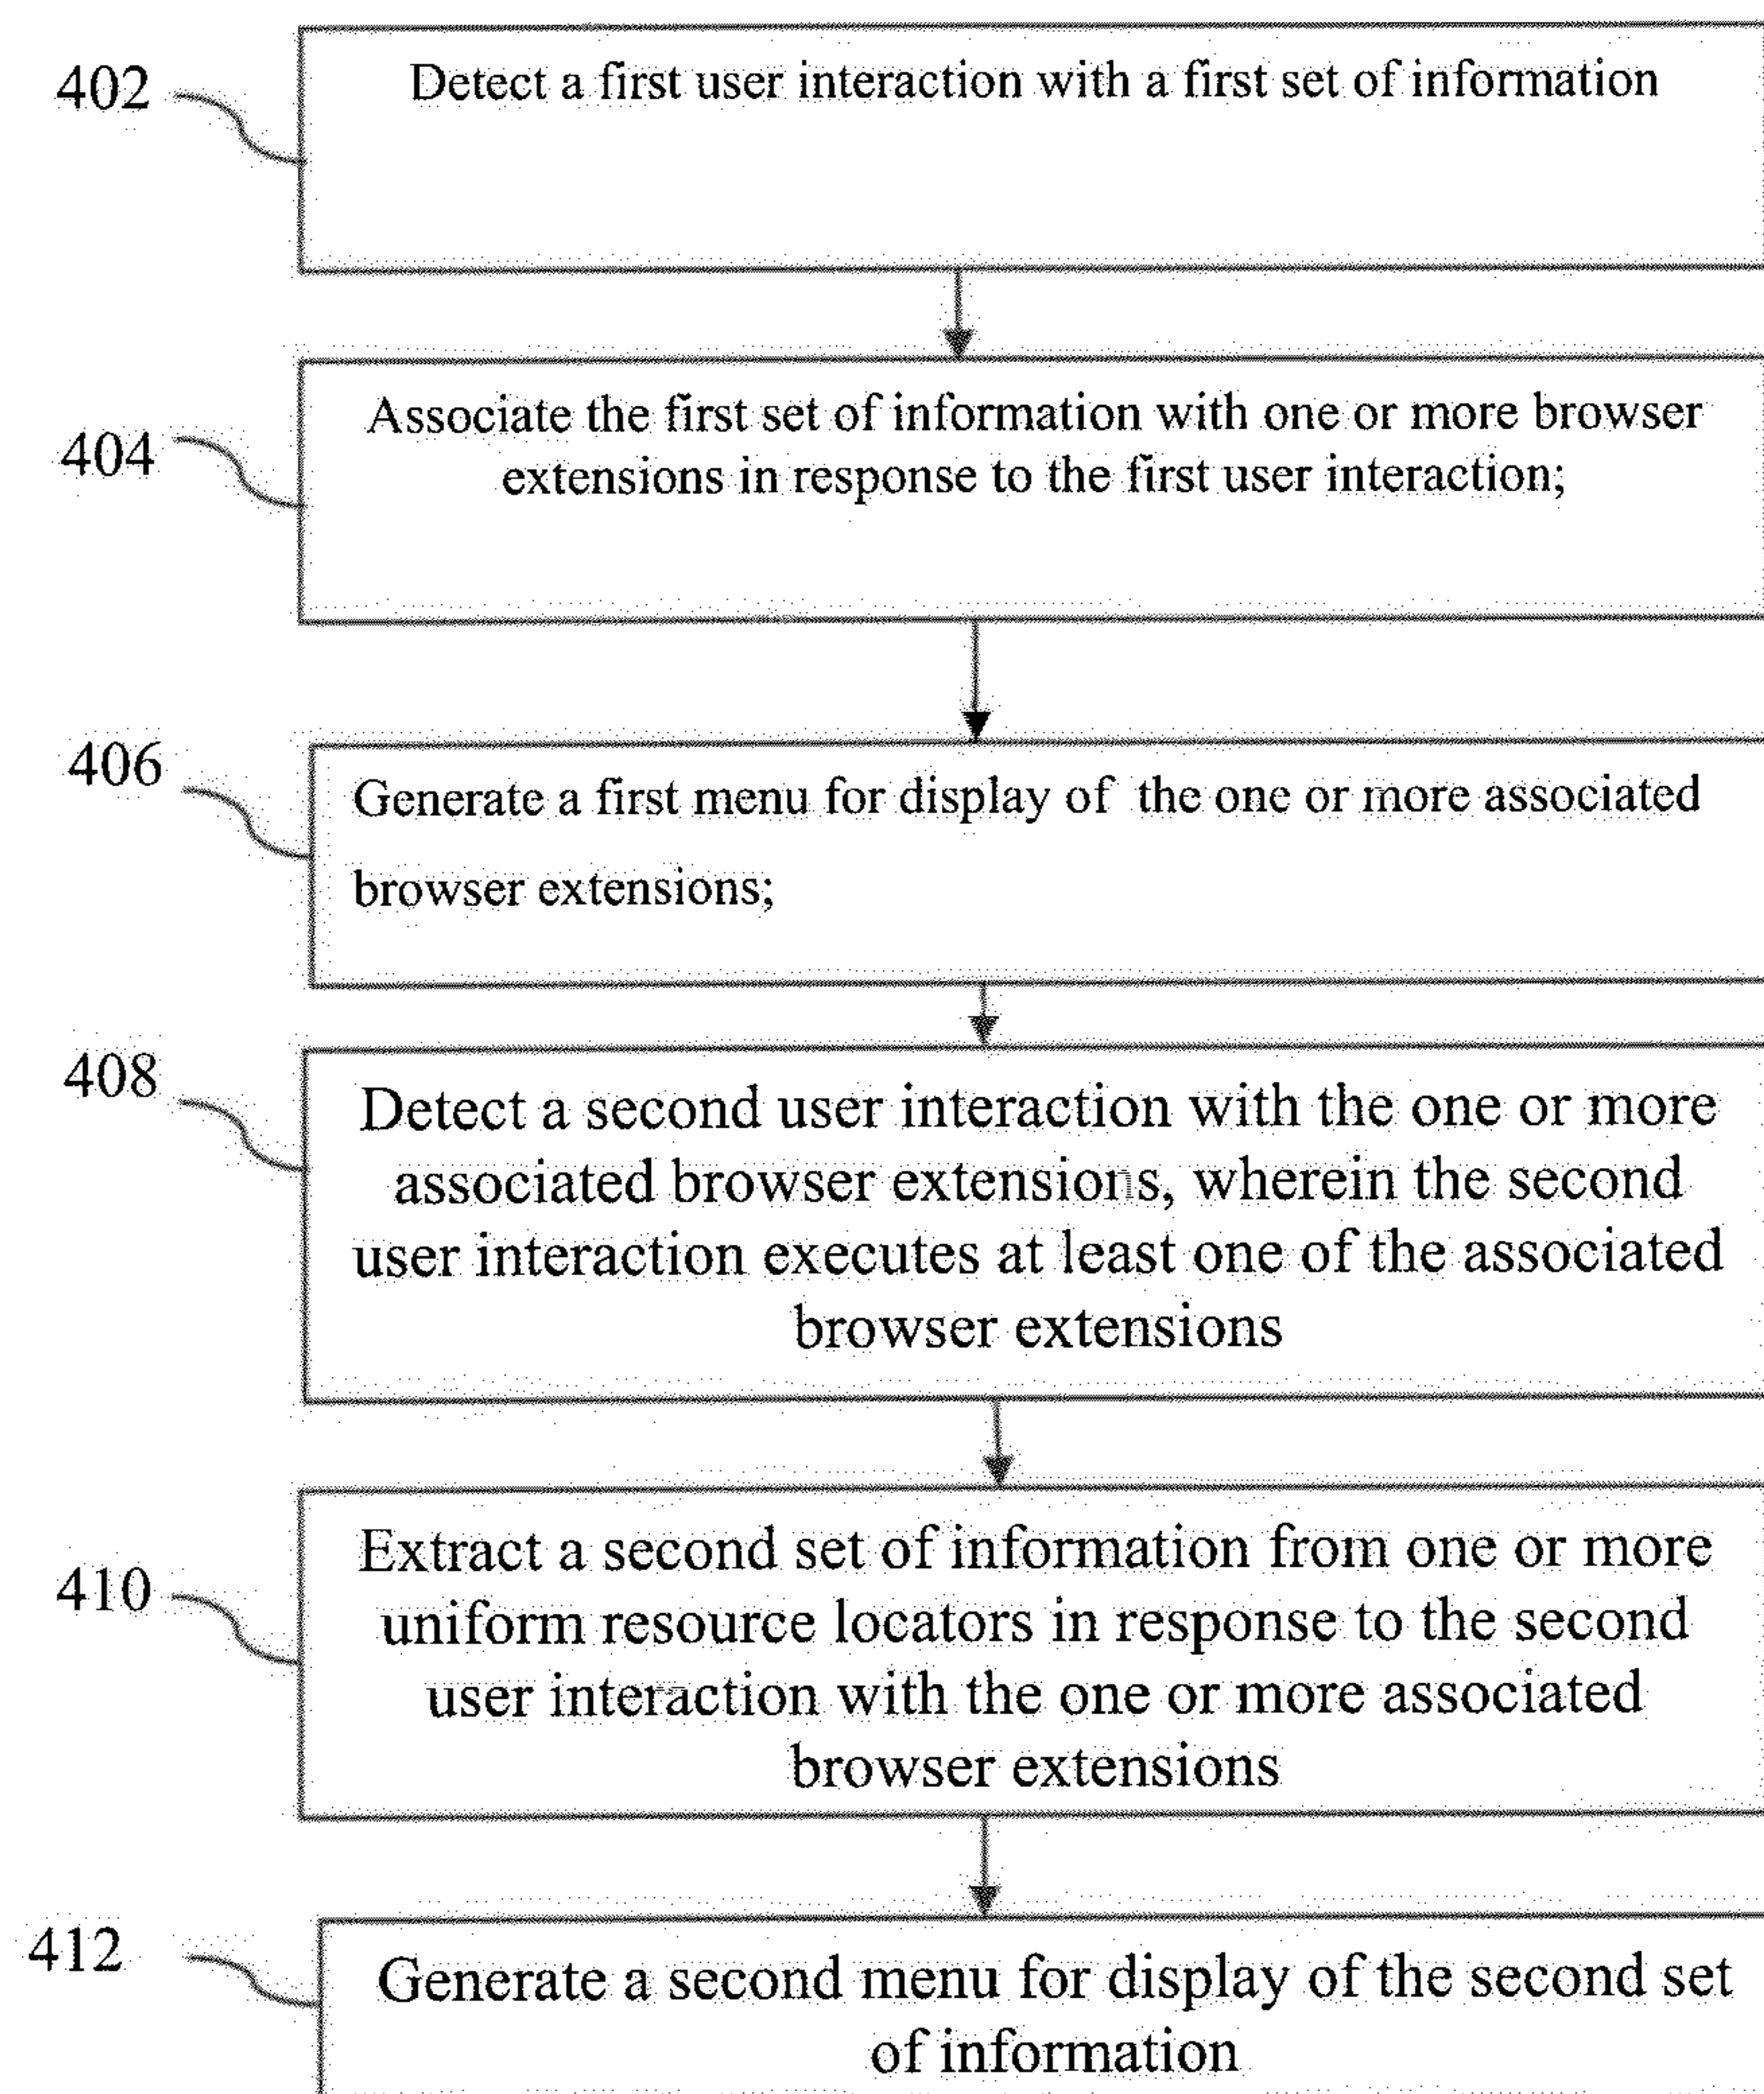 402
Detect a first user interaction with a first set of information
404
Associate the first set of information with one or more browser
extensions in response to the first user interaction;
406
Generate a first menu for display of the one or more associated
browser extensions;
408
Detect a second user interaction with the one or more
associated browser extensions, wherein the second
user interaction executes at least one of the associated
browser extensions
410
Extract a second set of information from one or more
uniform resource locators in response to the second
user interaction with the one or more associated
browser extensions
412
Generate a second menu for display of the second set
of information